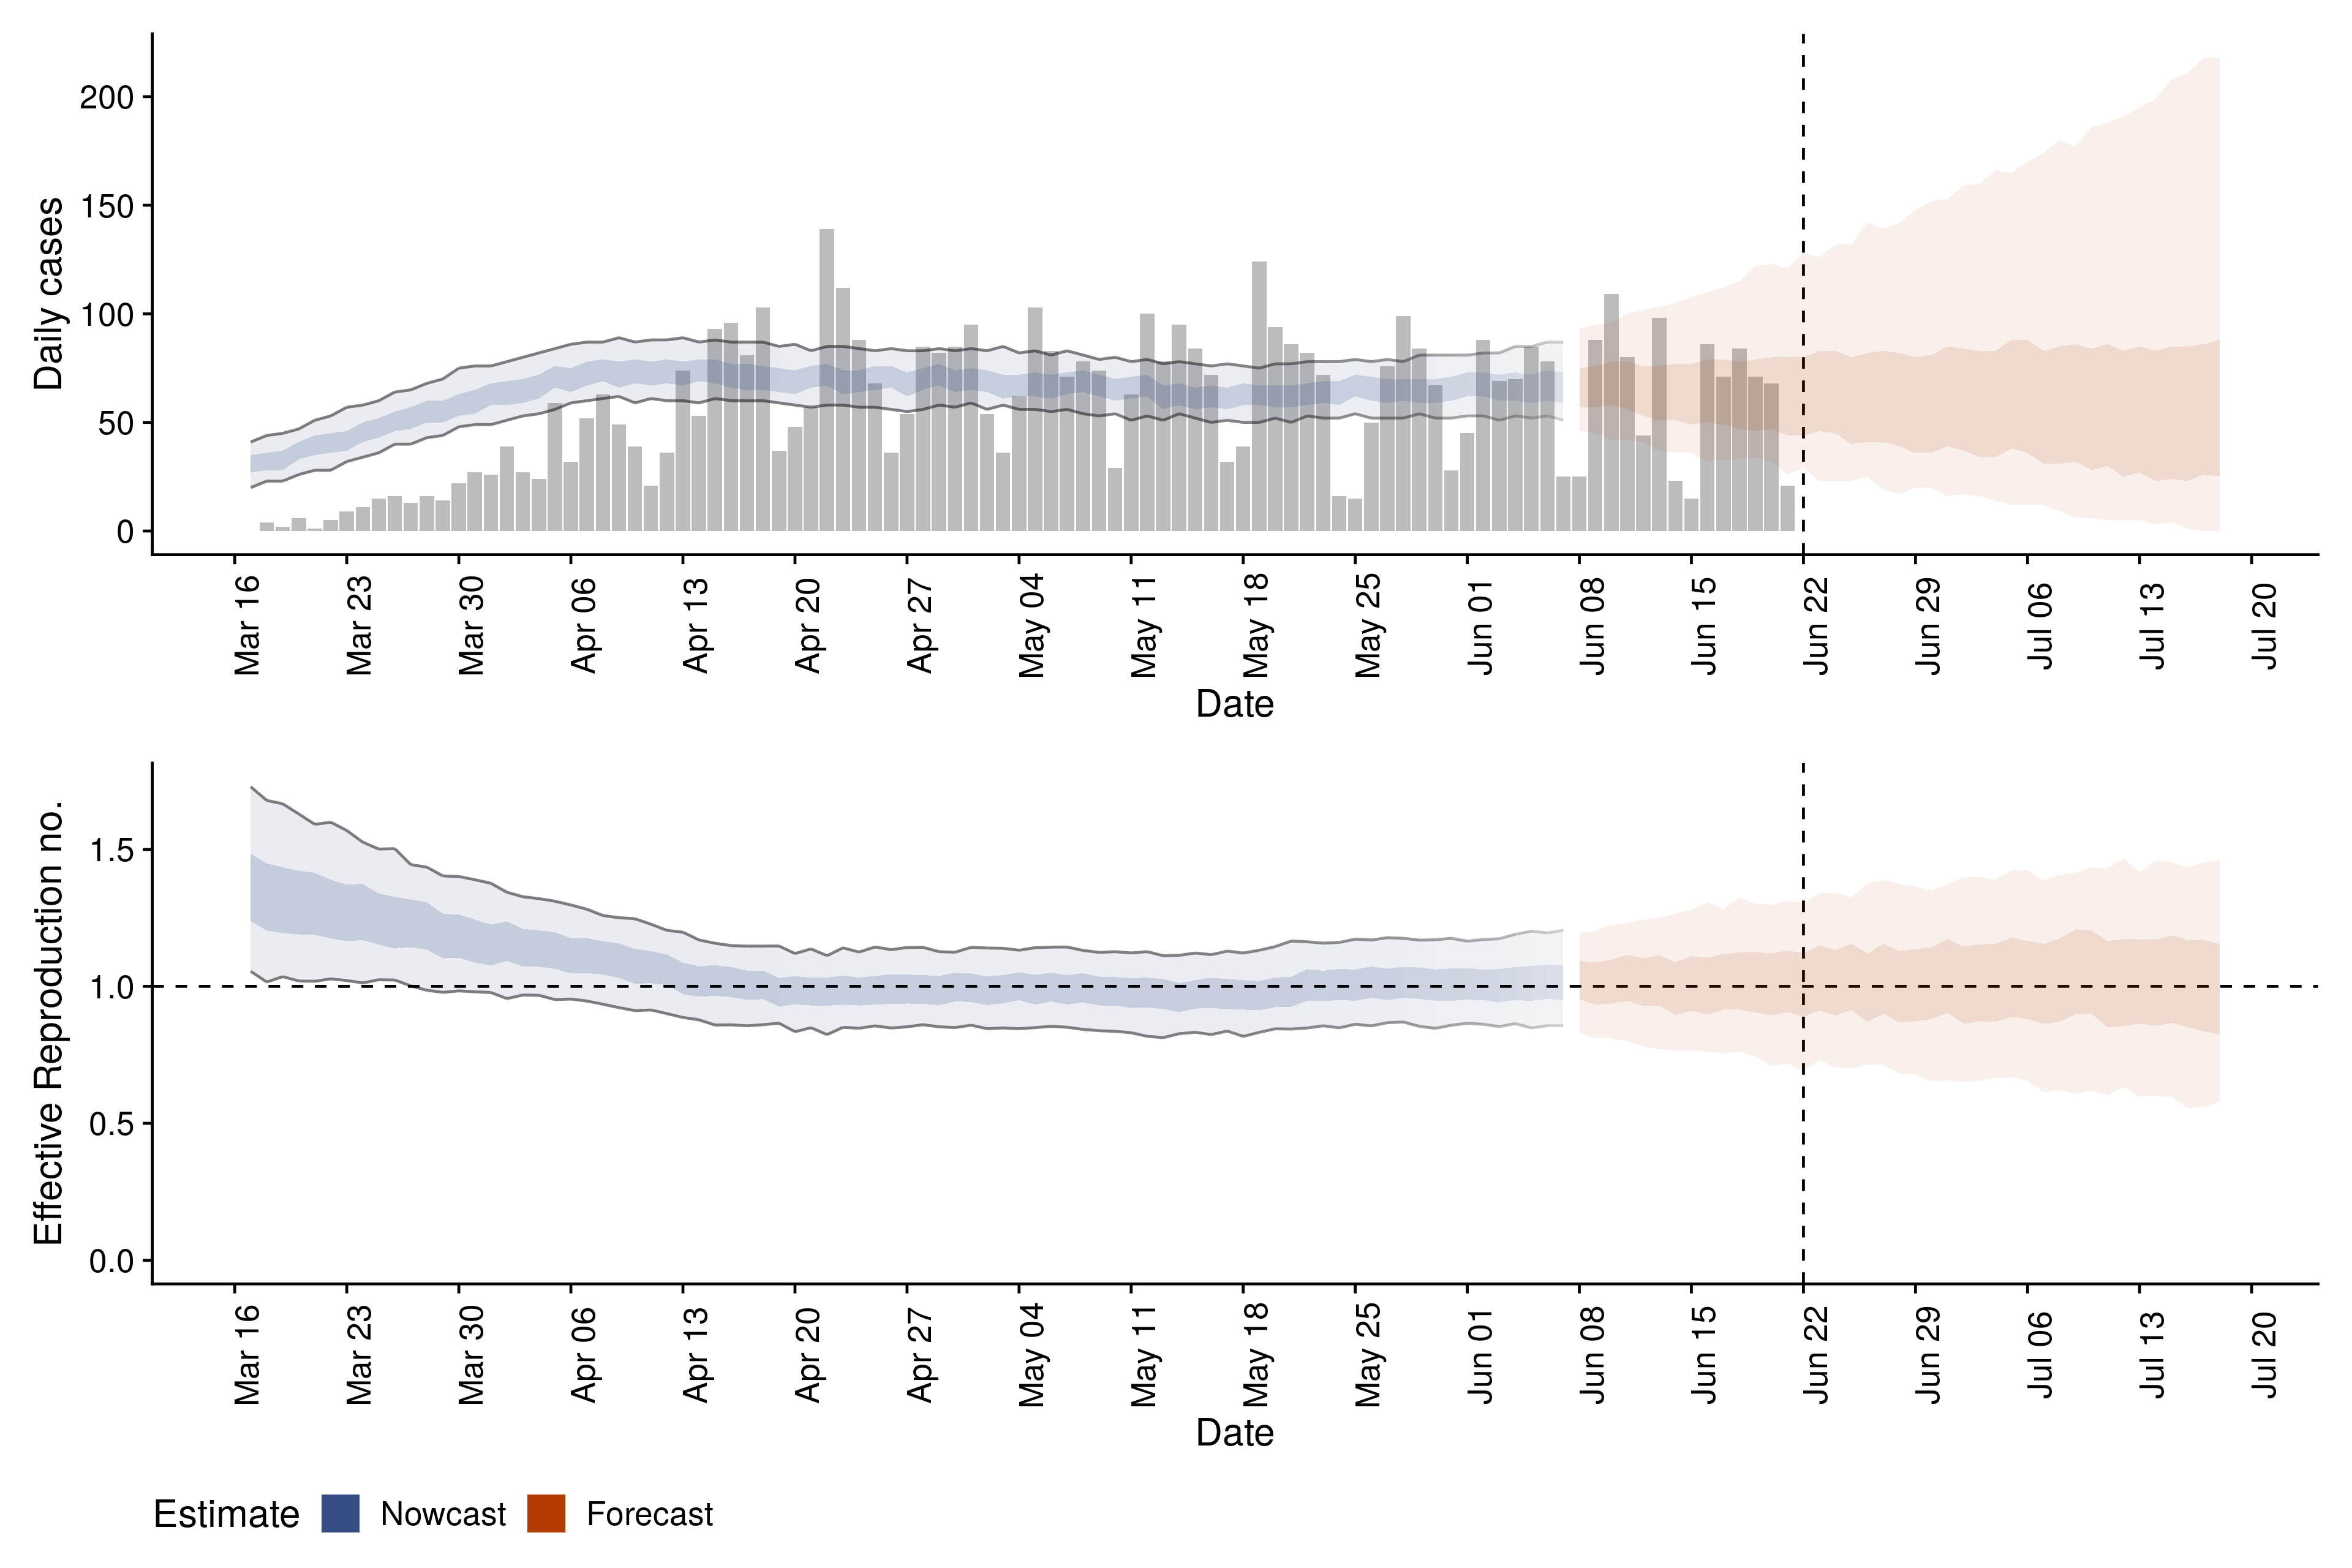 Daily cases
200
150
100
50
0
Mar 16
Mar 23
Mar 30
Apr 06
Apr 13
Apr 20
Apr 27
May 04
May 11
May 18
May 25
Jun 01
Jun 08
Jun 15
Jun 22
Jun 29
Jul 06
Jul 13
Jul 20
Date
Effective Reproduction no.
1.5
1.0
0.5
0.0
Mar 16
Mar 23
Mar 30
Apr 06
Apr 13
Apr 20
Apr 27
May 04
May 11
May 18
May 25
Jun 01
Jun 08
Jun 15
Jun 22
Jun 29
Jul 06
Jul 13
Jul 20
Date
Estimate Nowcast Forecast